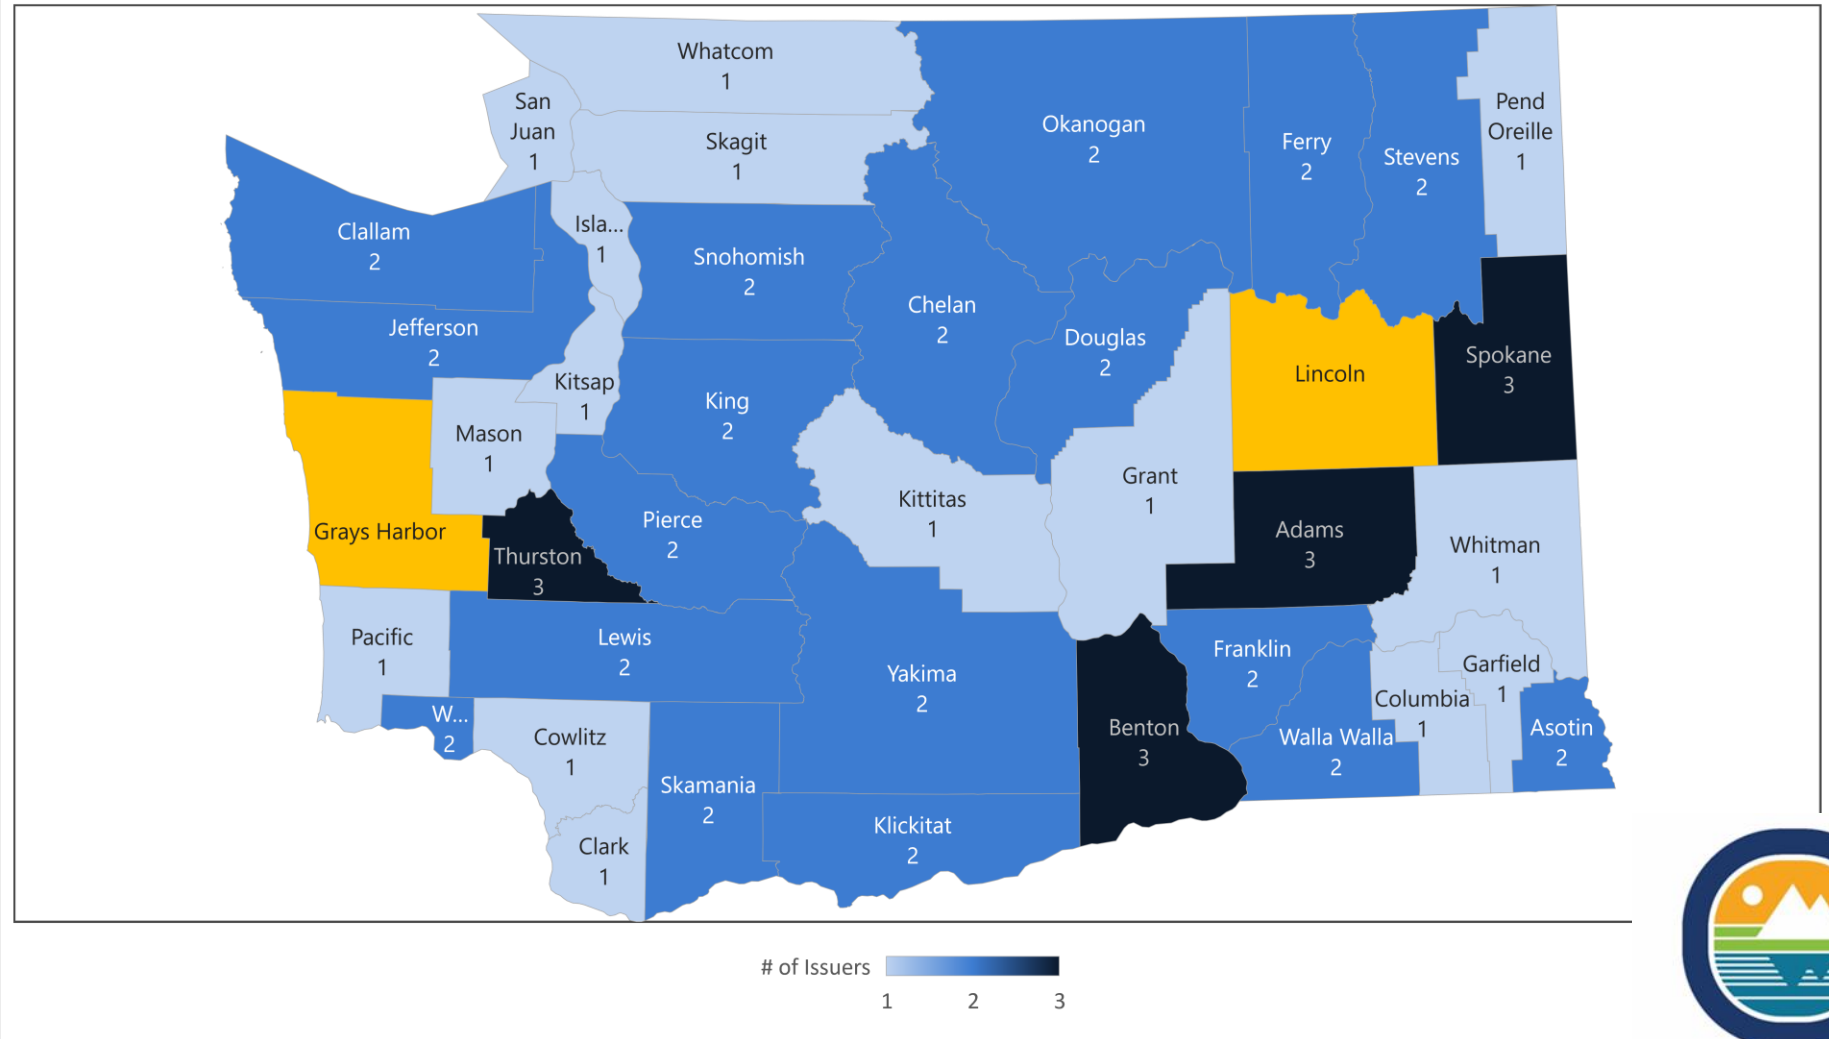 Whatcom
1
San
Juan
1
Skagit
1
Okanogan
2
Ferry
2
Stevens
2
Pend
Oreille
1
Clallam
2
Isla...
1
Snohomish
2
Chelan
2
Jefferson
2
Douglas
2
Lincoln
Spokane
3
Kitsap
1
King
2
Mason
1
Grant
1
Kittitas
1
Grays Harbor
Thurston
3
Pierce
2
Adams
3
Whitman
1
Pacific
1
Lewis
2
Yakima
2
Franklin
2
Garfield
1
Columbia
1
W...
2
Cowlitz
1
Benton
3
Walla Walla
2
Asotin
2
Skamania
2
Klickitat
2
Clark
1
# of Issuers
1 2 3